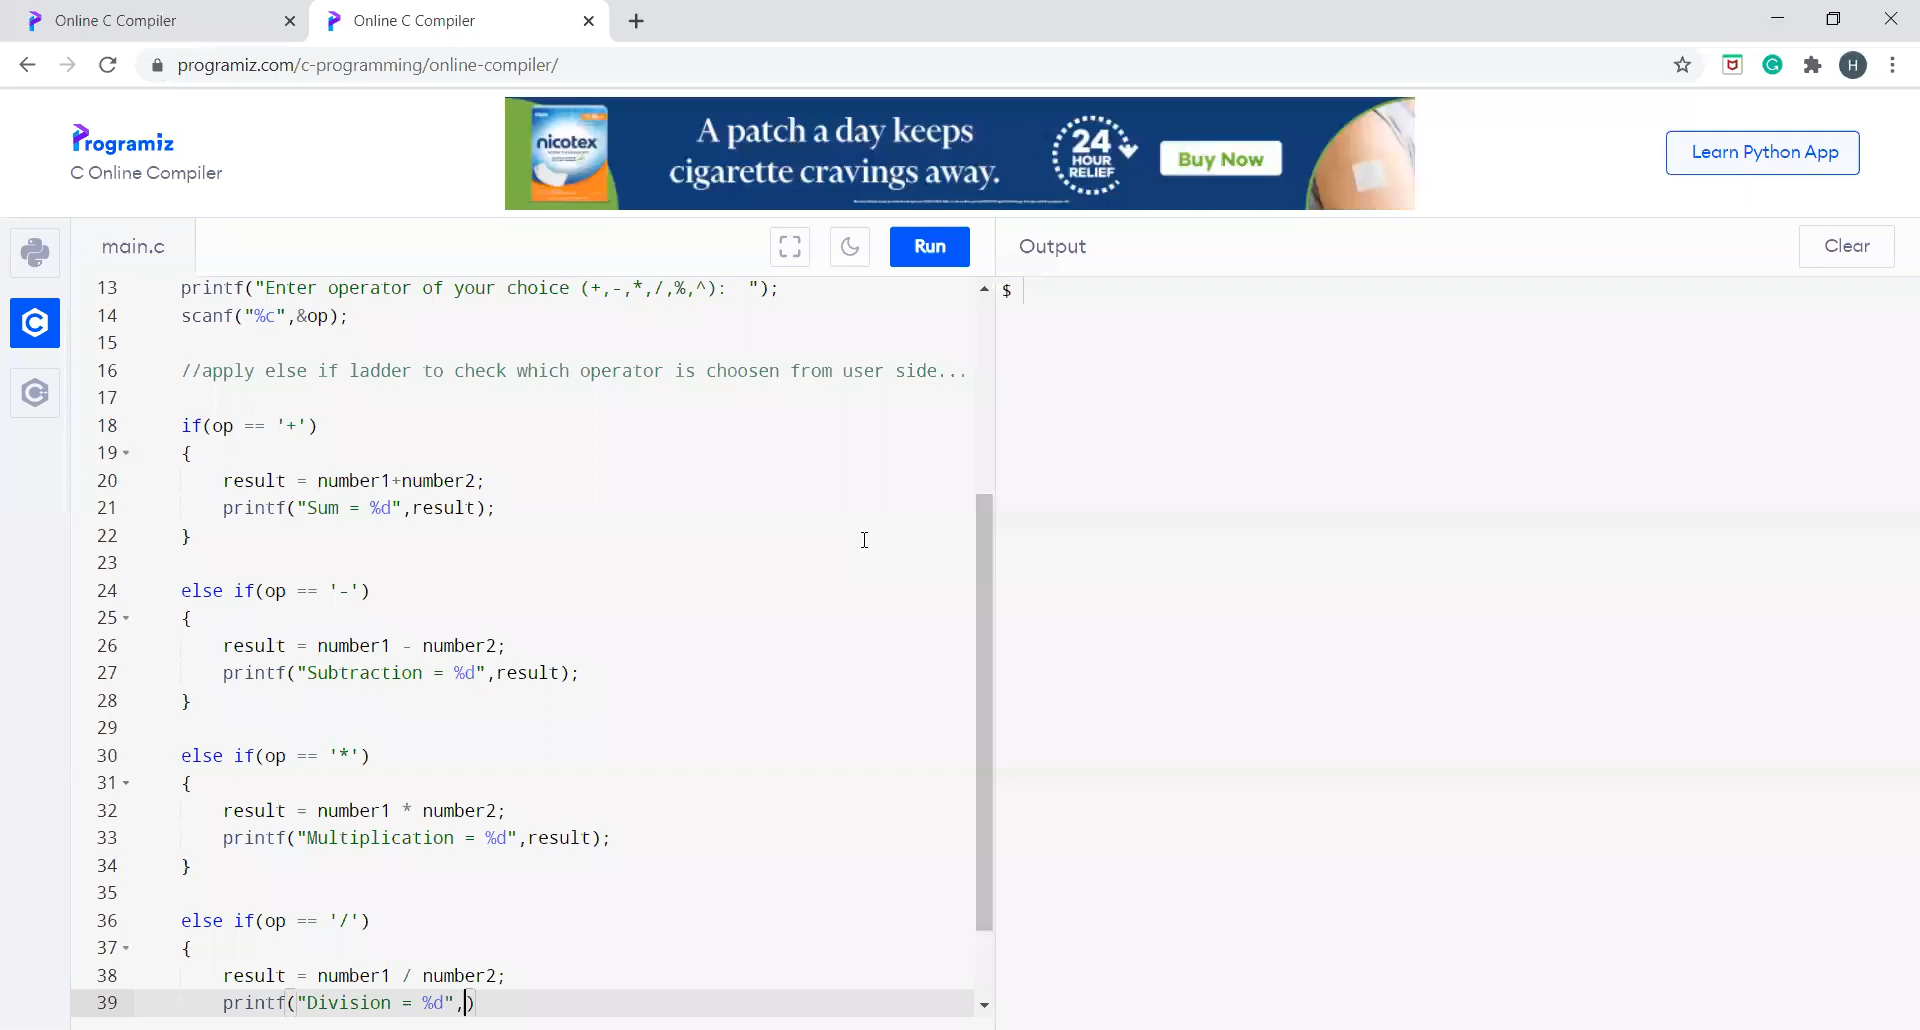 Online C Compiler
Online C Compiler
programiz.com/c-programming/online-compiler/
H
Programiz
C Online Compiler
nicotex
A patch a day keeps
cigarette cravings away.
24
HOUR
RELIEF
Buy Now
Learn Python App
main.c
Run
Output
Clear
13 printf("Enter operator of your choice (+,-,*,/,%,^):  ");
14 scanf("%c",&op);
15
16 //apply else if ladder to check which operator is choosen from user side...
17
18 if(op == '+')
19 {
20 result = number1+number2;
21 printf("Sum = %d",result);
22 }
23
24 else if(op == '-')
25 {
26 result = number1 - number2;
27 printf("Subtraction = %d",result);
28 }
29
30 else if(op == '*')
31 {
32 result = number1 * number2;
33 printf("Multiplication = %d",result);
34 }
35
36 else if(op == '/')
37 {
38 result = number1 / number2;
39 printf("Division = %d",)
$